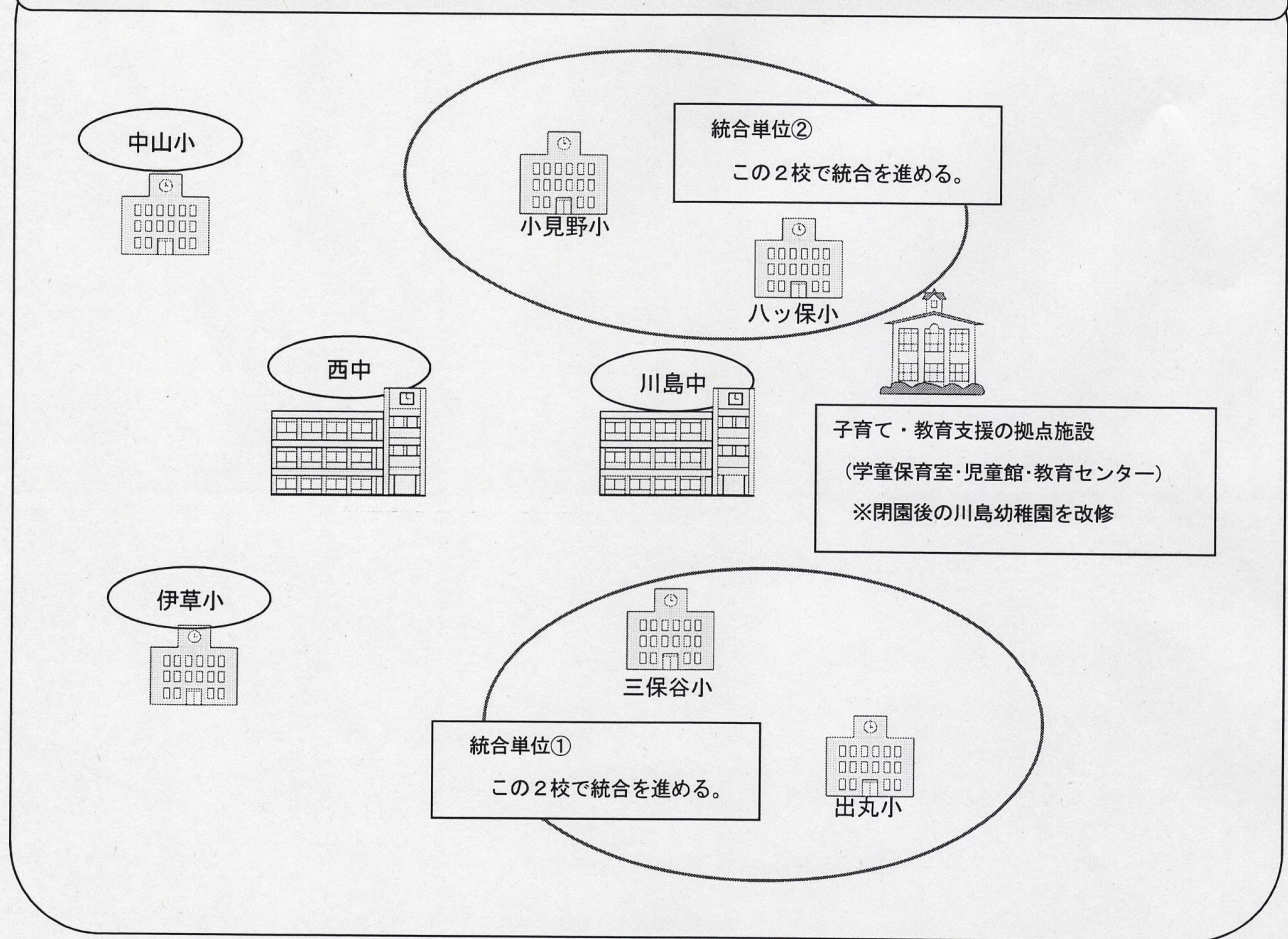 中山小
統合単位②
この２校で統合を進める。
小見野小
八ッ保小
西中
川島中
子育て・教育支援の拠点施設
（学童保育室・児童館・教育センター）
※閉園後の川島幼稚園を改修
伊草小
三保谷小
統合単位①
この２校で統合を進める。
出丸小